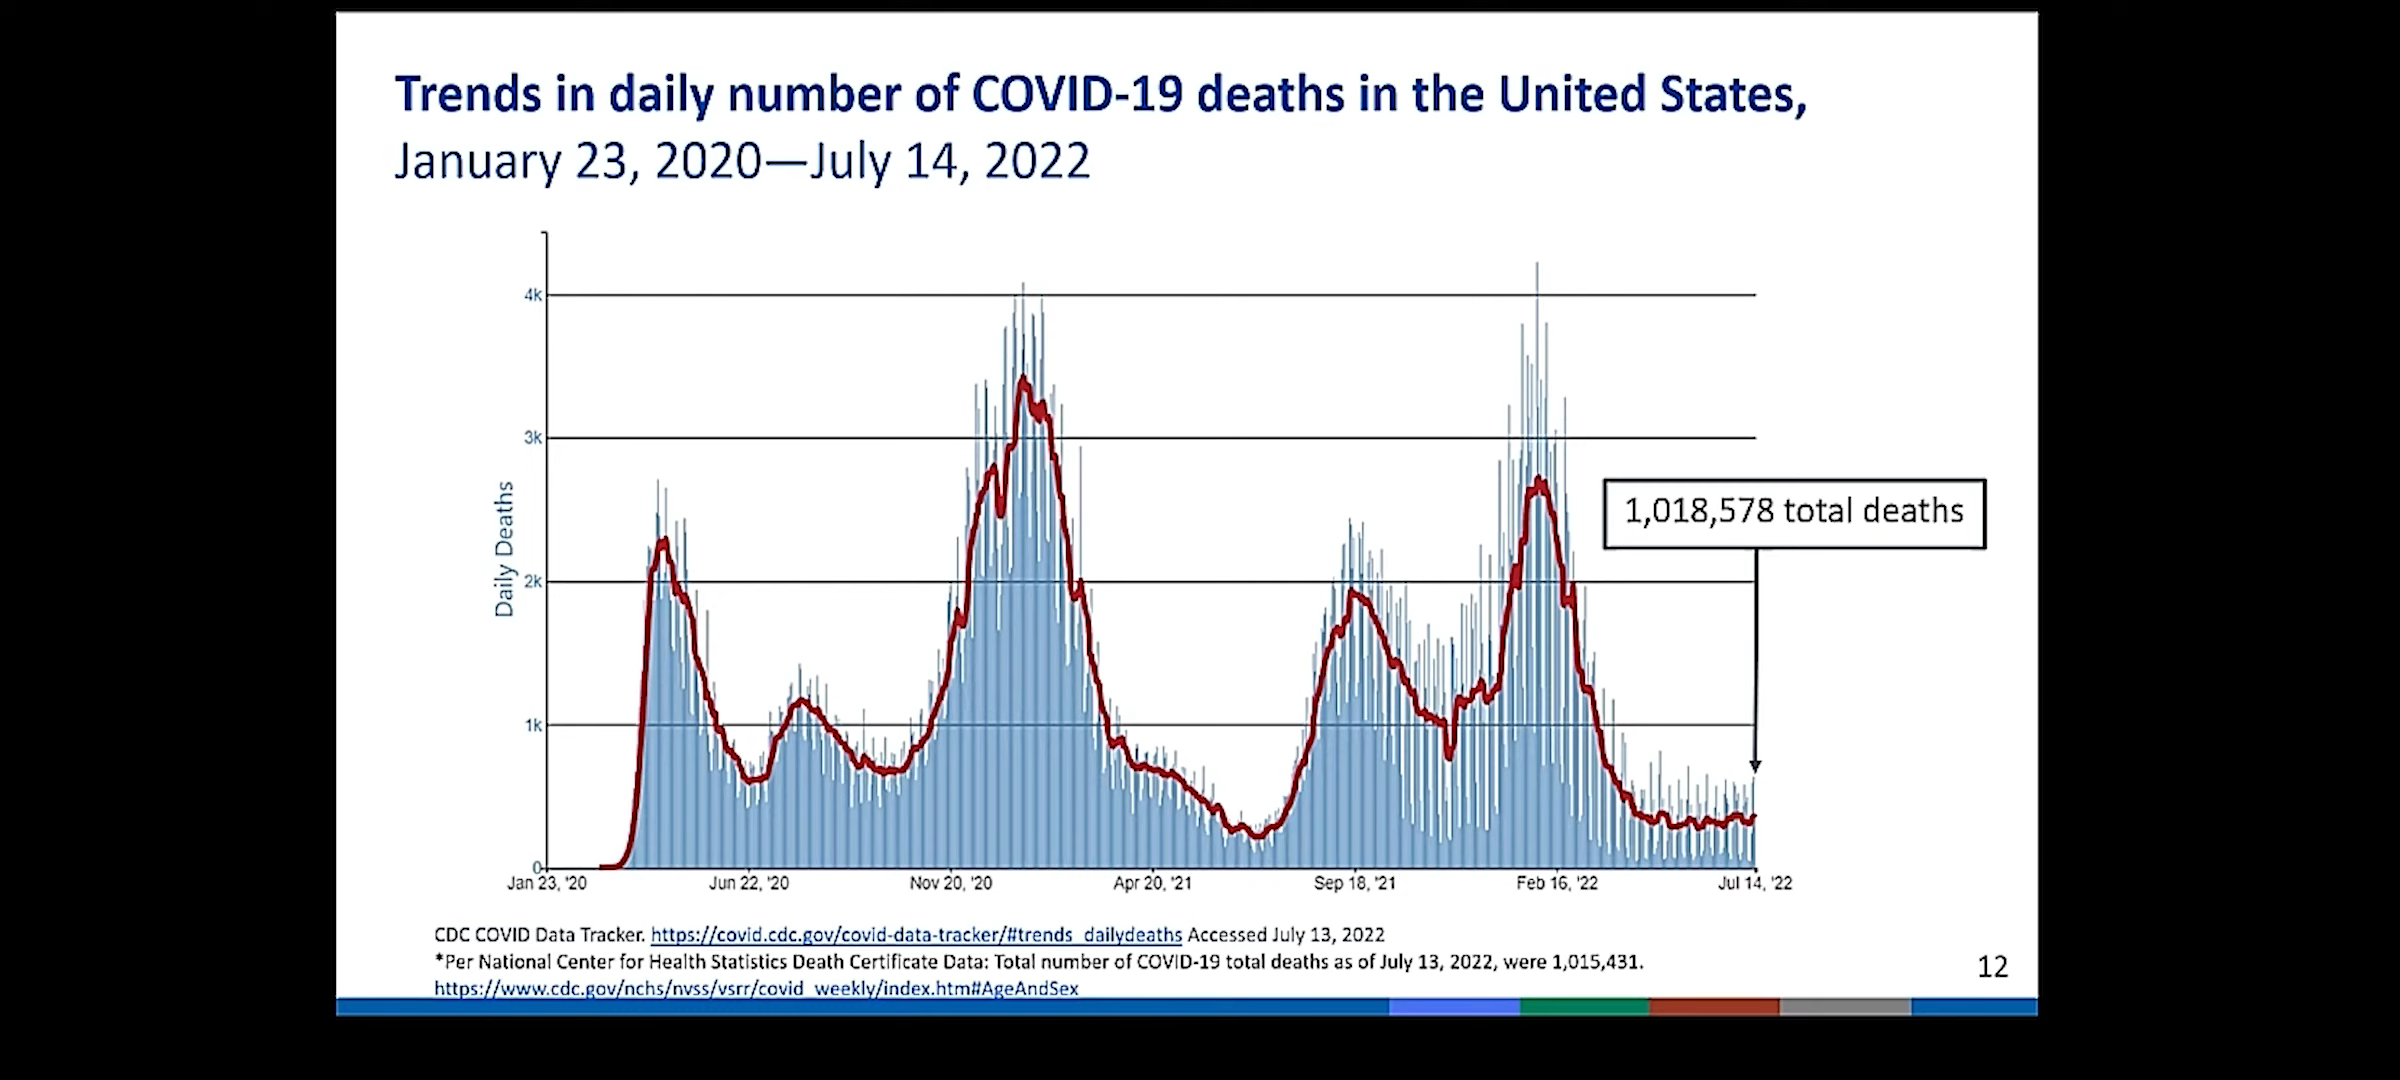 Trends in daily number of COVID-19 deaths in the United States,
January 23, 2020—July 14, 2022
4k
3k
2k
1k
0
Daily Deaths
1,018,578 total deaths
Jan 23, '20
Jun 22, '20
Nov 20, '20
Apr 20, '21
Sep 18, '21
Feb 16, '22
Jul 14, '22
CDC COVID Data Tracker. https://covid.cdc.gov/covid-data-tracker/#trends_dailydeaths Accessed July 13, 2022
*Per National Center for Health Statistics Death Certificate Data: Total number of COVID-19 total deaths as of July 13, 2022, were 1,015,431.
https://www.cdc.gov/nchs/nvss/vsrr/covid_weekly/index.htm#AgeAndSex
12